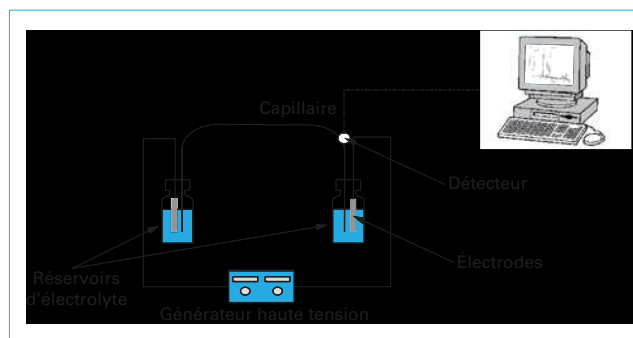 Capillaire
Détecteur
Électrodes
Réservoirs
d'électrolyte
Générateur haute tension